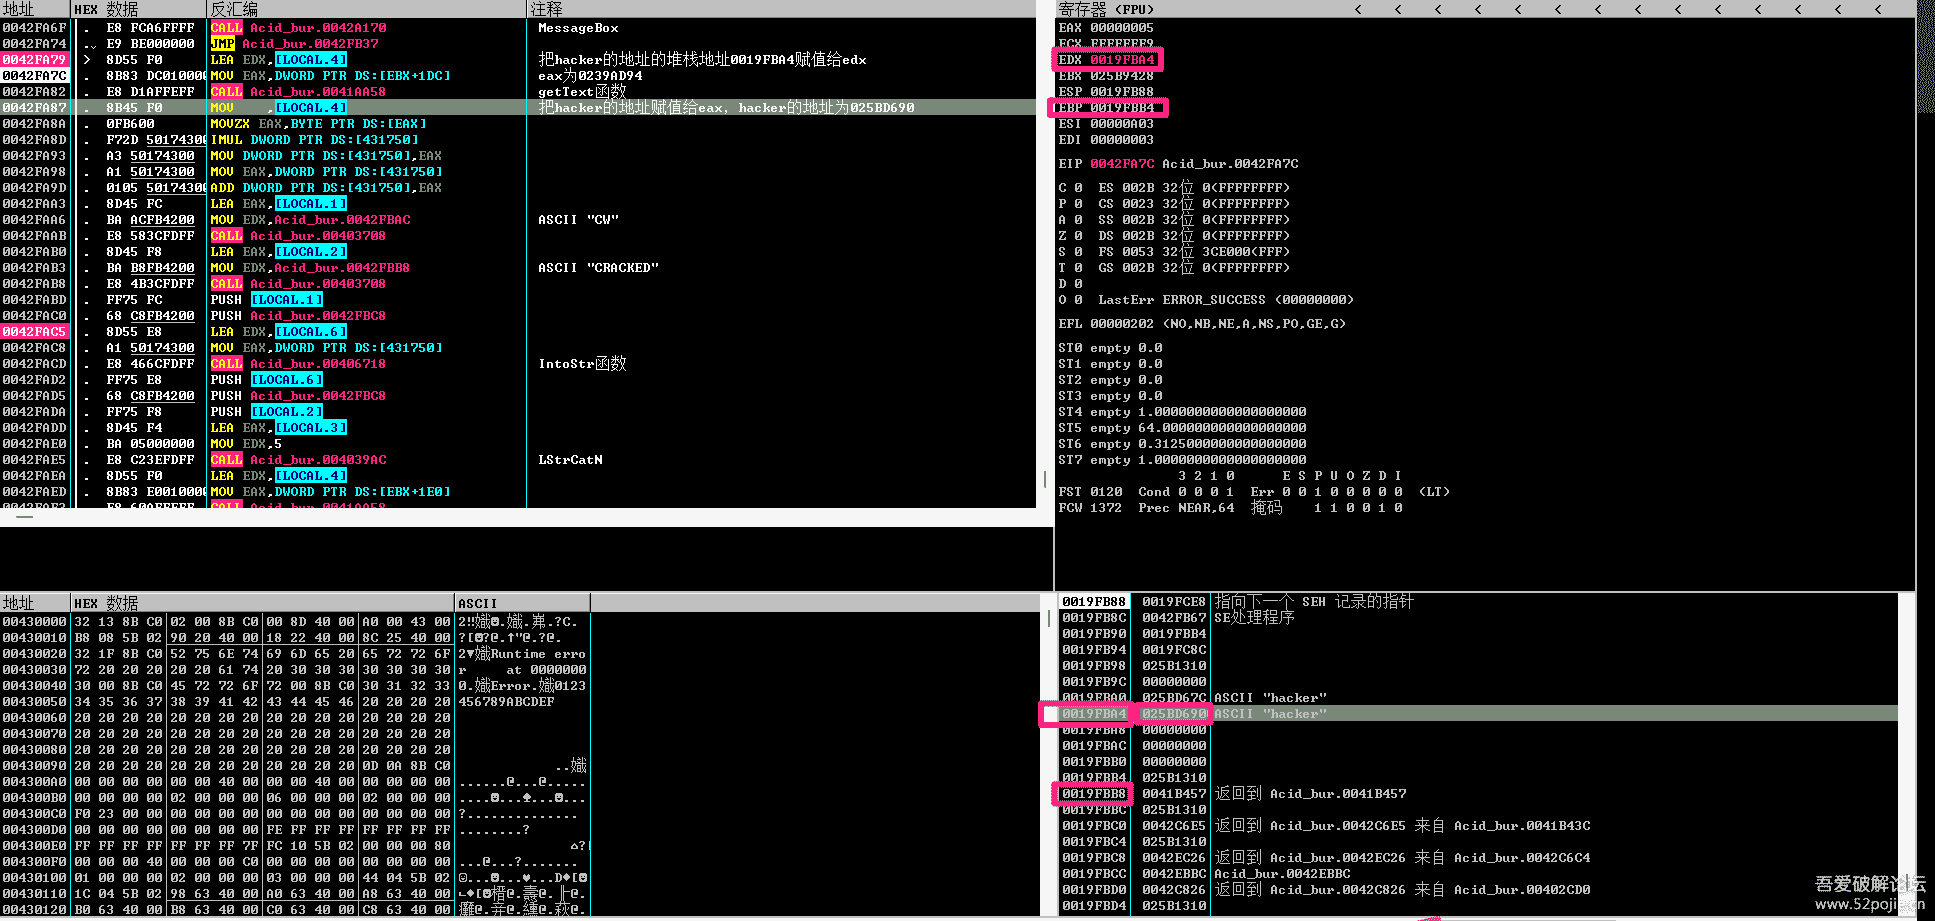 地址 HEX 数据 反汇编 注释
0042FA6F . E8 FCA6FFFF CALL Acid_bur.0042A170 MessageBox
0042FA74 .⌄ E9 BE000000 JMP Acid_bur.0042FB37
0042FA79 > 8D55 F0 LEA EDX,[LOCAL.4] 把hacker的地址的堆栈地址0019FBA4赋值给edx
0042FA7C . 8B83 DC010000 MOV EAX,DWORD PTR DS:[EBX+1DC] eax为0239AD94
0042FA82 . E8 D1AFFEFF CALL Acid_bur.0041AA58 getText函数
0042FA87 . 8B45 F0 MOV ,[LOCAL.4] 把hacker的地址赋值给eax, hacker的地址为025BD690
0042FA8A . 0FB600 MOVZX EAX,BYTE PTR DS:[EAX]
0042FA8D . F72D 50174300 IMUL DWORD PTR DS:[431750]
0042FA93 . A3 50174300 MOV DWORD PTR DS:[431750],EAX
0042FA98 . A1 50174300 MOV EAX,DWORD PTR DS:[431750]
0042FA9D . 0105 50174300 ADD DWORD PTR DS:[431750],EAX
0042FAA3 . 8D45 FC LEA EAX,[LOCAL.1]
0042FAA6 . BA ACFB4200 MOV EDX,Acid_bur.0042FBAC ASCII "CW"
0042FAAB . E8 583CFDFF CALL Acid_bur.00403708
0042FAB0 . 8D45 F8 LEA EAX,[LOCAL.2]
0042FAB3 . BA B8FB4200 MOV EDX,Acid_bur.0042FBB8 ASCII "CRACKED"
0042FAB8 . E8 4B3CFDFF CALL Acid_bur.00403708
0042FABD . FF75 FC PUSH [LOCAL.1]
0042FAC0 . 68 C8FB4200 PUSH Acid_bur.0042FBC8
0042FAC5 . 8D55 E8 LEA EDX,[LOCAL.6]
0042FAC8 . A1 50174300 MOV EAX,DWORD PTR DS:[431750]
0042FACD . E8 466CFDFF CALL Acid_bur.00406718 IntoStr函数
0042FAD2 . FF75 E8 PUSH [LOCAL.6]
0042FAD5 . 68 C8FB4200 PUSH Acid_bur.0042FBC8
0042FADA . FF75 F8 PUSH [LOCAL.2]
0042FADD . 8D45 F4 LEA EAX,[LOCAL.3]
0042FAE0 . BA 05000000 MOV EDX,5
0042FAE5 . E8 C23EFDFF CALL Acid_bur.004039AC LStrCatN
0042FAEA . 8D55 F0 LEA EDX,[LOCAL.4]
0042FAED . 8B83 E0010000 MOV EAX,DWORD PTR DS:[EBX+1E0]
寄存器 (FPU) < < < < < < < < < < < < < <
EAX 00000005
ECX FFFFFFF9
EDX 0019FBA4
EBX 025B9428
ESP 0019FB88
EBP 0019FBB4
ESI 00000A03
EDI 00000003
EIP 0042FA7C Acid_bur.0042FA7C
C 0 ES 002B 32位 0(FFFFFFFF)
P 0 CS 0023 32位 0(FFFFFFFF)
A 0 SS 002B 32位 0(FFFFFFFF)
Z 0 DS 002B 32位 0(FFFFFFFF)
S 0 FS 0053 32位 3CE000(FFF)
T 0 GS 002B 32位 0(FFFFFFFF)
D 0
O 0 LastErr ERROR_SUCCESS (00000000)
EFL 00000202 (NO,NB,NE,A,NS,PO,GE,G)
ST0 empty 0.0
ST1 empty 0.0
ST2 empty 0.0
ST3 empty 0.0
ST4 empty 1.0000000000000000000
ST5 empty 64.000000000000000000
ST6 empty 0.3125000000000000000
ST7 empty 1.0000000000000000000
3 2 1 0 E S P U O Z D I
FST 0120 Cond 0 0 0 1 Err 0 0 1 0 0 0 0 0 (LT)
FCW 1372 Prec NEAR,64 掩码 1 1 0 0 1 0
地址 HEX 数据 ASCII
00430000 32 13 8B C0 02 00 8B C0 00 8D 40 00 A0 00 43 00
00430010 B8 08 5B 02 90 20 40 00 18 22 40 00 8C 25 40 00
00430020 32 1F 8B C0 52 75 6E 74 69 6D 65 20 65 72 72 6F 2▼嬀Runtime erro
00430030 72 20 20 20 20 20 61 74 20 30 30 30 30 30 30 30 r at 0000000
00430040 30 00 8B C0 45 72 72 6F 72 00 8B C0 30 31 32 33 0.嬀Error.嬀0123
00430050 34 35 36 37 38 39 41 42 43 44 45 46 20 20 20 20 456789ABCDEF
00430060 20 20 20 20 20 20 20 20 20 20 20 20 20 20 20 20
00430070 20 20 20 20 20 20 20 20 20 20 20 20 20 20 20 20
00430080 20 20 20 20 20 20 20 20 20 20 20 20 20 20 20 20
00430090 20 20 20 20 20 20 20 20 20 20 20 20 0D 0A 8B C0 ..嬀
004300A0 00 00 00 00 00 00 40 00 00 00 40 00 00 00 00 00 ......@...@.....
004300B0 00 00 00 00 02 00 00 00 06 00 00 00 02 00 00 00
004300C0 F0 23 00 00 00 00 00 00 00 00 00 00 00 00 00 00 ?..............
004300D0 00 00 00 00 00 00 00 00 FE FF FF FF FF FF FF FF ........?
004300E0 FF FF FF FF FF FF FF 7F FC 10 5B 02 00 00 00 80
004300F0 00 00 00 40 00 00 00 C0 00 00 00 00 00 00 00 00 ...@...?.......
00430100 01 00 00 00 02 00 00 00 03 00 00 00 44 04 5B 02
00430110 1C 04 5B 02 98 63 40 00 A0 63 40 00 A8 63 40 00
00430120 B0 63 40 00 B8 63 40 00 C0 63 40 00 C8 63 40 00
0019FB88 0019FCE8 指向下一个 SEH 记录的指针
0019FB8C 0042FB67 SE处理程序
0019FB90 0019FBB4
0019FB94 0019FC8C
0019FB98 025B1310
0019FB9C 00000000
0019FBA0 025BD67C ASCII "hacker"
0019FBA4 025BD690 ASCII "hacker"
0019FBA8 00000000
0019FBAC 00000000
0019FBB0 00000000
0019FBB4 025B1310
0019FBB8 0041B457 返回到 Acid_bur.0041B457
0019FBBC 025B1310
0019FBC0 0042C6E5 返回到 Acid_bur.0042C6E5 来自 Acid_bur.0041B43C
0019FBC4 025B1310
0019FBC8 0042EC26 返回到 Acid_bur.0042EC26 来自 Acid_bur.0042C6C4
0019FBCC 0042EBBC Acid_bur.0042EBBC
0019FBD0 0042C826 返回到 Acid_bur.0042C826 来自 Acid_bur.00402CD0
0019FBD4 025B1310
吾爱破解论坛
www.52pojie.cn